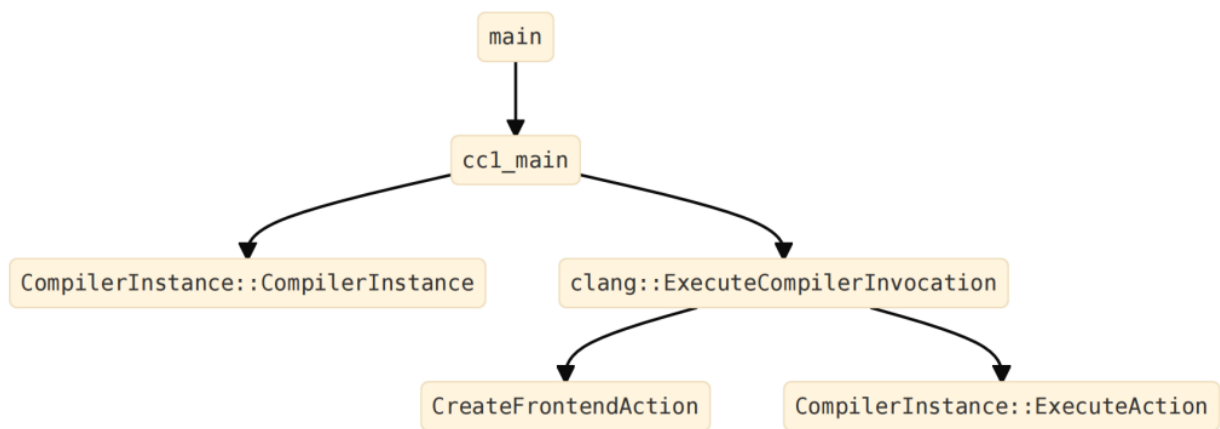 main
cc1_main
CompilerInstance::CompilerInstance
clang::ExecuteCompilerInvocation
CreateFrontendAction
CompilerInstance::ExecuteAction